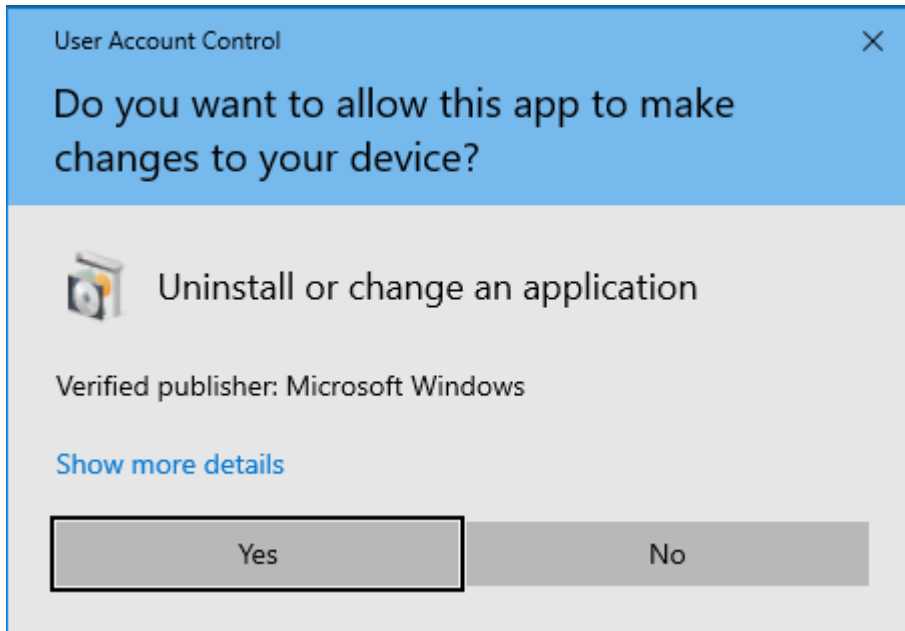 User Account Control
Do you want to allow this app to make
changes to your device?
Uninstall or change an application
Verified publisher: Microsoft Windows
Show more details
Yes
No